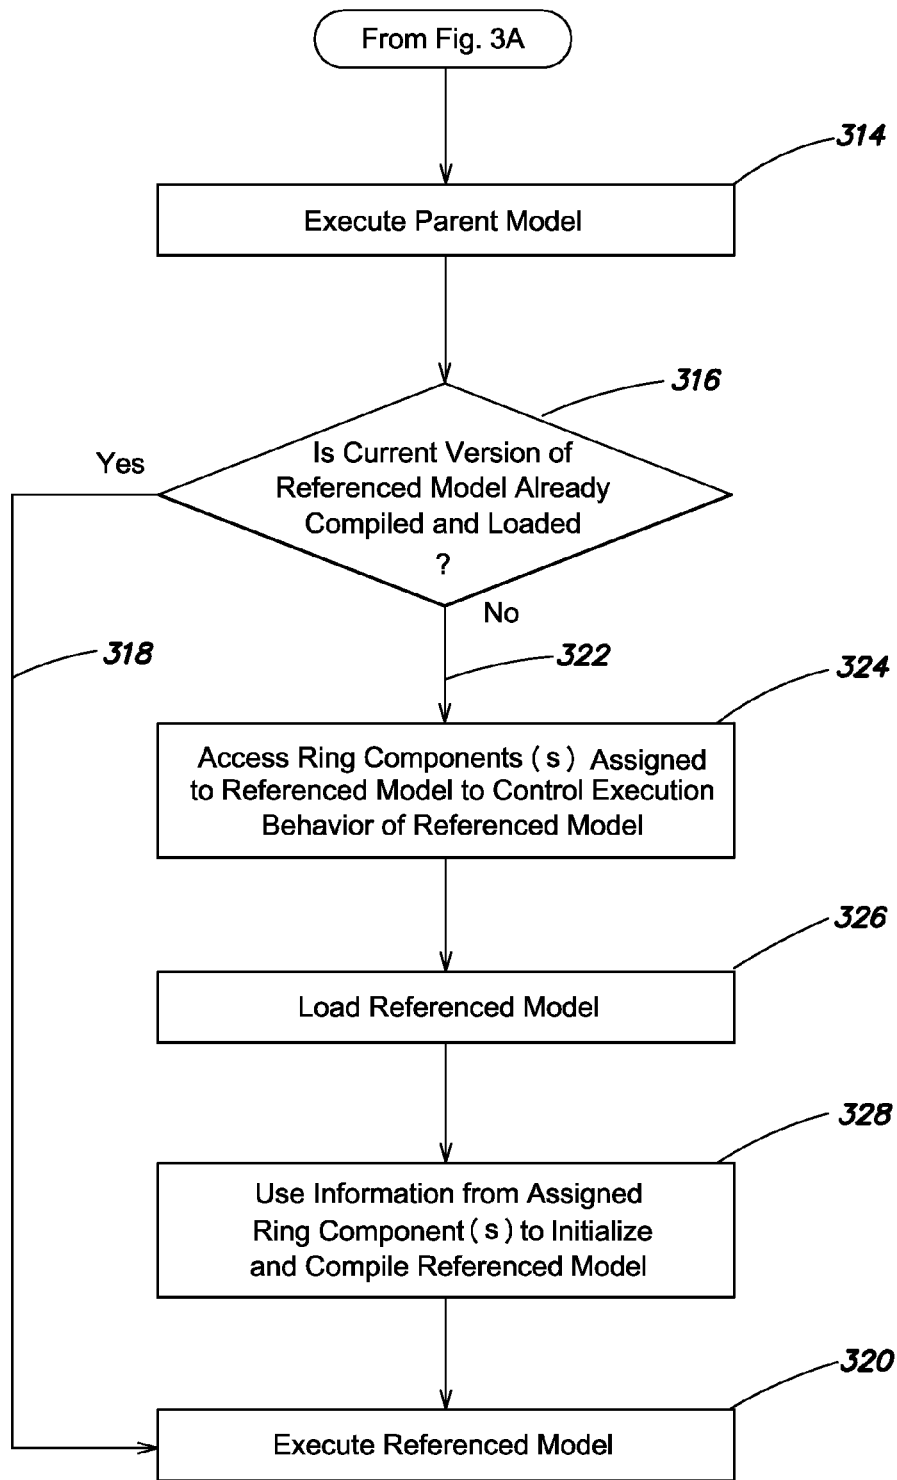 From Fig. 3A
314
Execute Parent Model
316
Yes
Is Current Version of
Referenced Model Already
Compiled and Loaded
?
No
318
322
324
Access Ring Components (s) Assigned
to Referenced Model to Control Execution
Behavior of Referenced Model
326
Load Referenced Model
328
Use Information from Assigned
Ring Component (s) to Initialize
and Compile Referenced Model
320
Execute Referenced Model